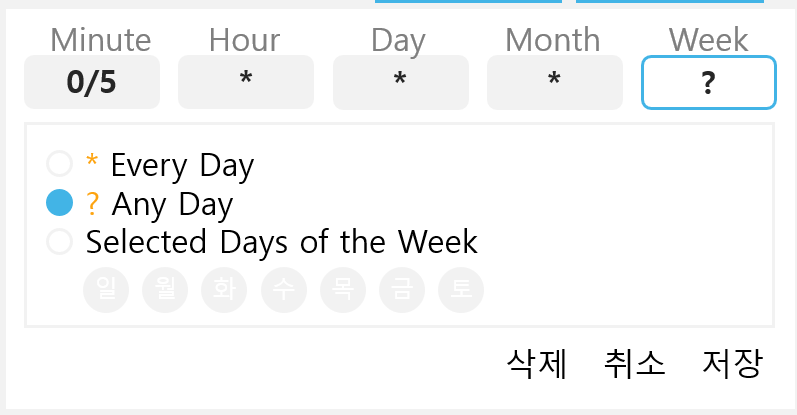 Minute Hour Day Month Week
0/5 * * * ?
* Every Day
? Any Day
Selected Days of the Week
일 월 화 수 목 금 토
삭제 취소 저장